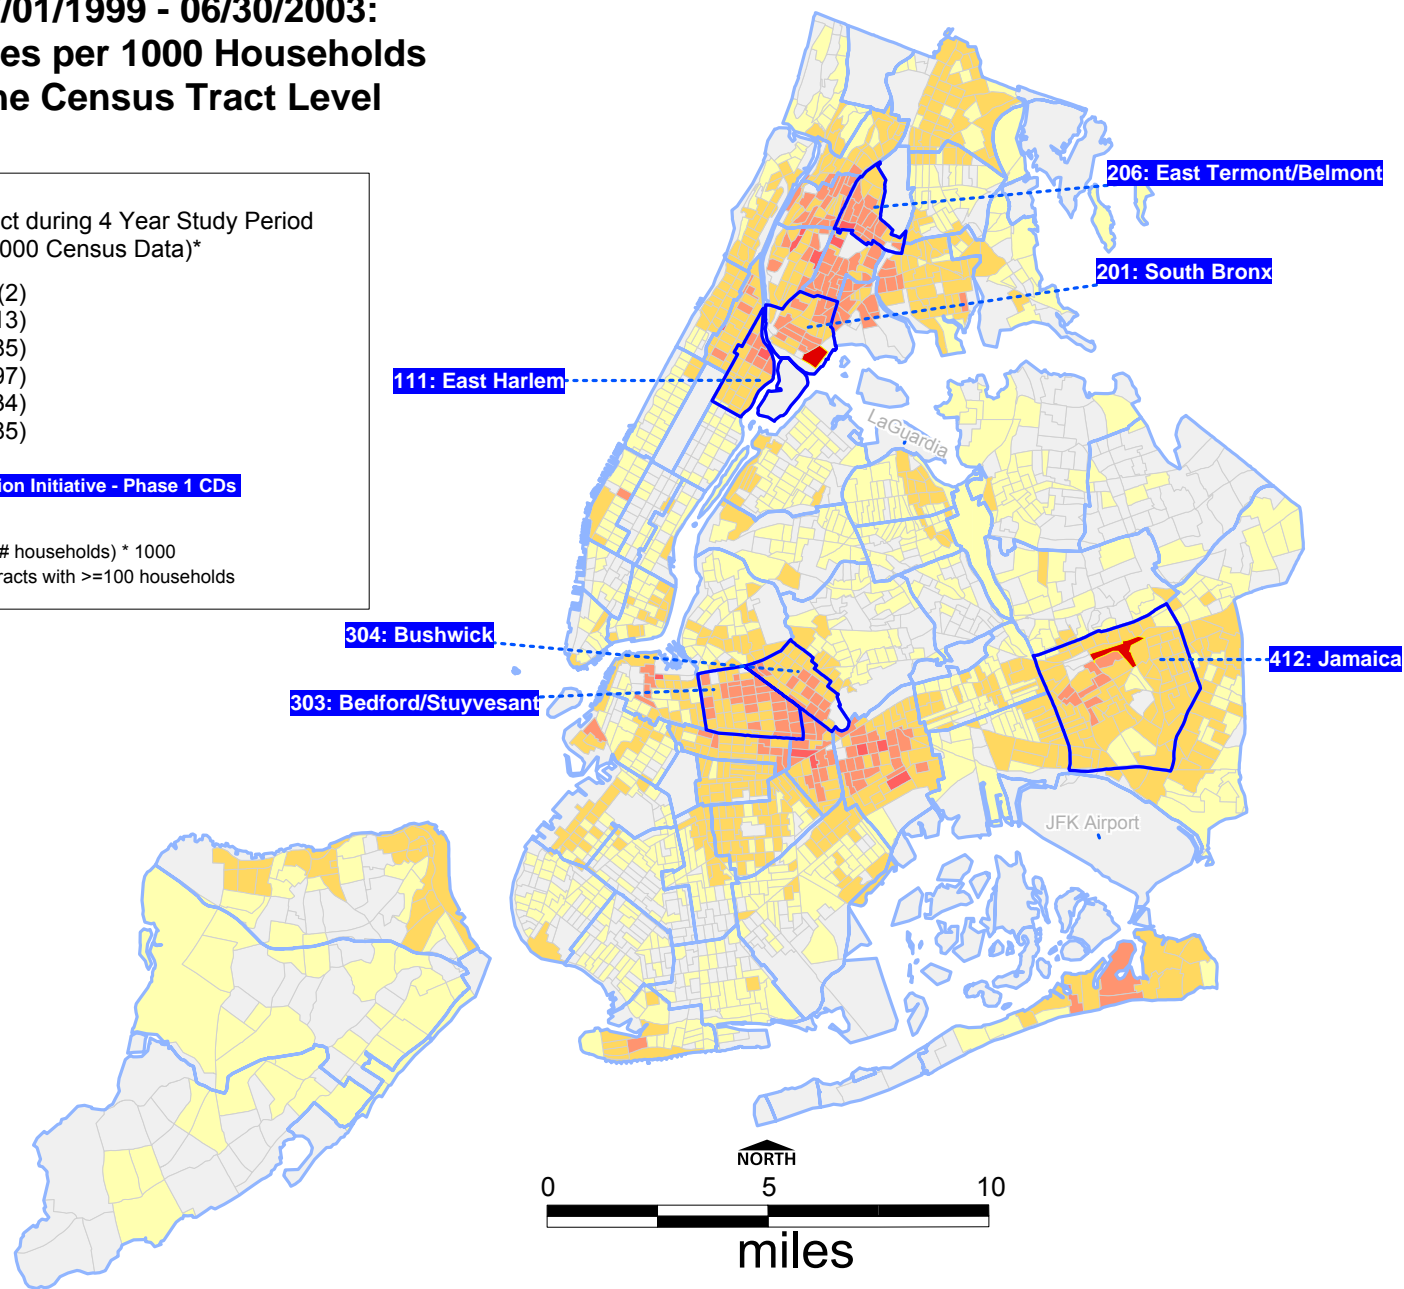 /01/1999 - 06/30/2003:
es per 1000 Households
ne Census Tract Level
ct during 4 Year Study Period
000 Census Data)*
(2)
13)
35)
97)
34)
35)
ion Initiative - Phase 1 CDs
# households) * 1000
racts with >=100 households
206: East Termont/Belmont
201: South Bronx
111: East Harlem
LaGuardia
304: Bushwick
412: Jamaica
303: Bedford/Stuyvesant
JFK Airport
NORTH
0 5 10
miles